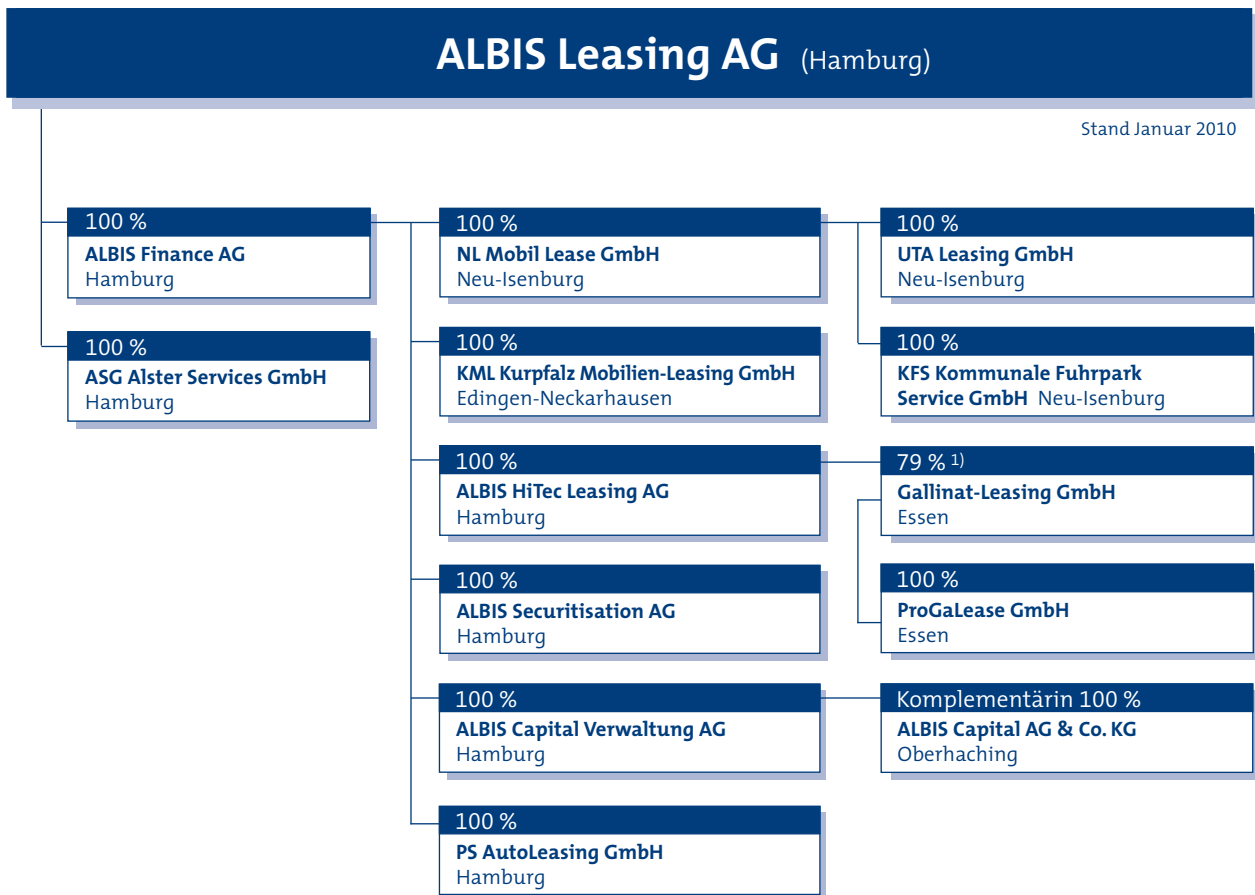 ALBIS Leasing AG (Hamburg)
Stand Januar 2010
100 %
ALBIS Finance AG
Hamburg
100 %
ASG Alster Services GmbH
Hamburg
100 %
NL Mobil Lease GmbH
Neu-Isenburg
100 %
KML Kurpfalz Mobilien-Leasing GmbH
Edingen-Neckarhausen
100 %
ALBIS HiTec Leasing AG
Hamburg
100 %
ALBIS Securitisation AG
Hamburg
100 %
ALBIS Capital Verwaltung AG
Hamburg
100 %
PS AutoLeasing GmbH
Hamburg
100 %
UTA Leasing GmbH
Neu-Isenburg
100 %
KFS Kommunale Fuhrpark
Service GmbH Neu-Isenburg
79 % 1)
Gallinat-Leasing GmbH
Essen
100 %
ProGaLease GmbH
Essen
Komplementärin 100 %
ALBIS Capital AG & Co. KG
Oberhaching